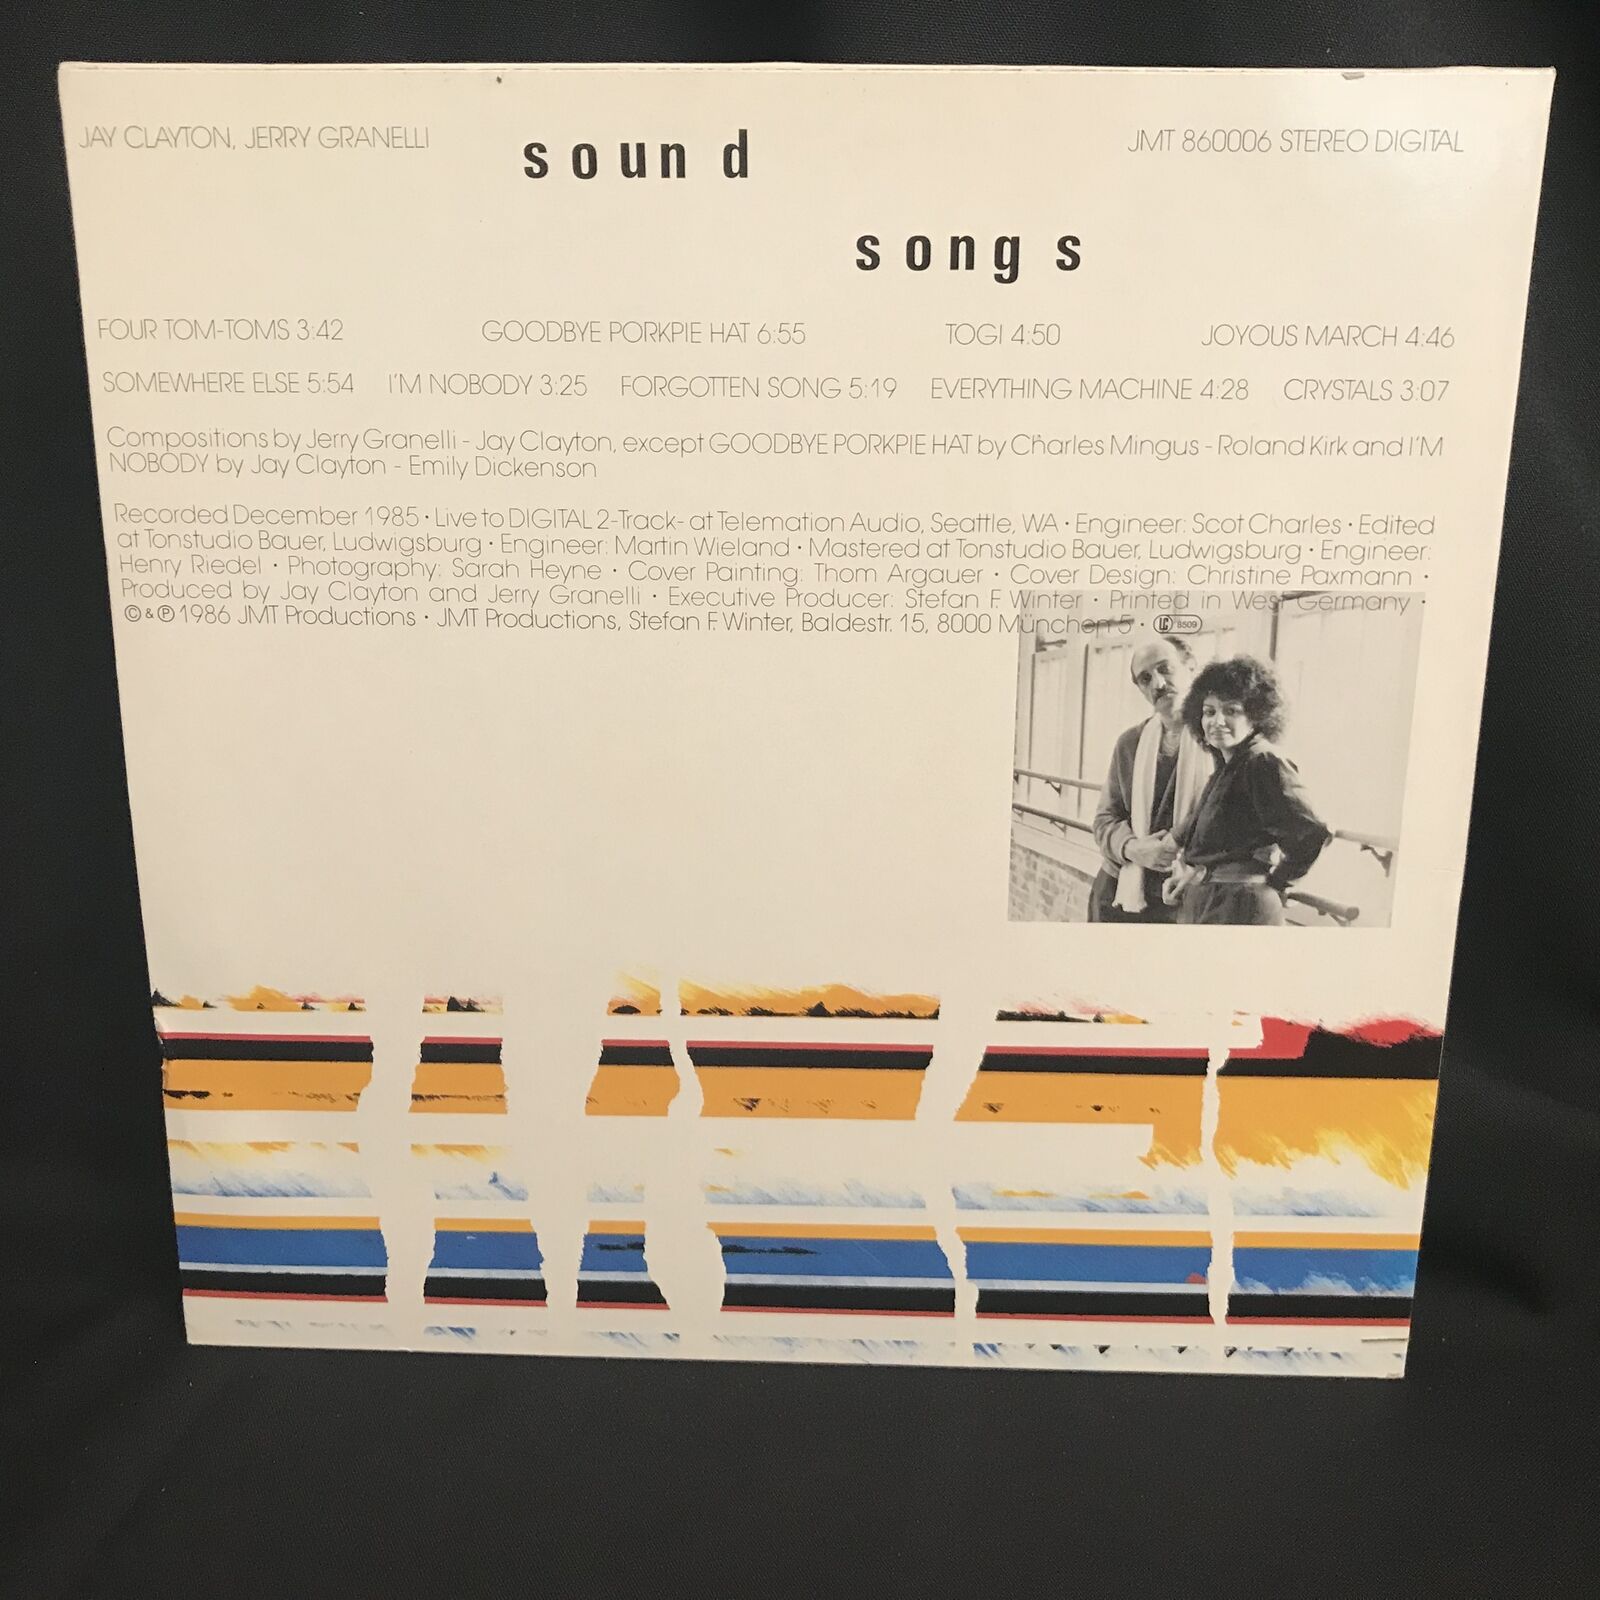 JAY CLAYTON, JERRY GRANELLI
sound
JMT 860006 STEREO DIGITAL
songs
FOUR TOM-TOMS 3:42 GOODBYE PORKPIE HAT 6:55 TOGI 4:50 JOYOUS MARCH 4:46
SOMEWHERE ELSE 5:54 I'M NOBODY 3:25 FORGOTTEN SONG 5:19 EVERYTHING MACHINE 4:28 CRYSTALS 3:07
Compositions by Jerry Granelli - Jay Clayton, except GOODBYE PORKPIE HAT by Charles Mingus - Roland Kirk and I'M
NOBODY by Jay Clayton - Emily Dickenson
Recorded December 1985 · Live to DIGITAL 2-Track- at Telemation Audio, Seattle, WA · Engineer: Scot Charles · Edited
at Tonstudio Bauer, Ludwigsburg · Engineer: Martin Wieland · Mastered at Tonstudio Bauer, Ludwigsburg · Engineer:
Henry Riedel · Photography: Sarah Heyne · Cover Painting: Thom Argauer · Cover Design: Christine Paxmann ·
Produced by Jay Clayton and Jerry Granelli · Executive Producer: Stefan F. Winter · Printed in West Germany ·
© & ℗ 1986 JMT Productions · JMT Productions, Stefan F. Winter, Baldestr. 15, 8000 München 5 · LC 8509